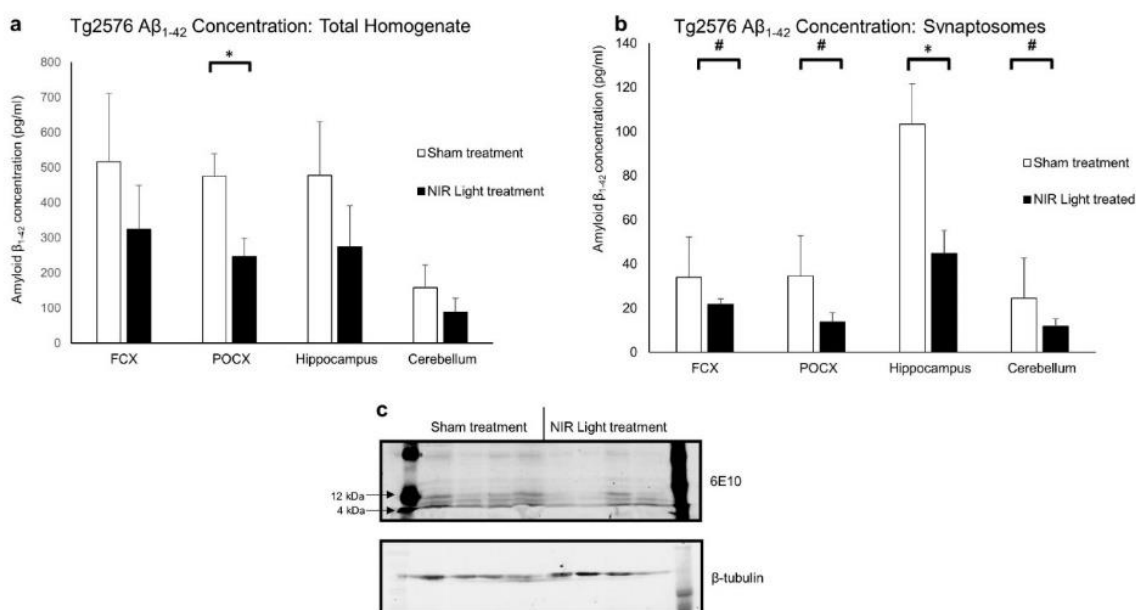 a
Tg2576 Aβ1-42 Concentration: Total Homogenate
Amyloid β1-42 concentration (pg/ml)
800
700
600
500
400
300
200
100
0
*
Sham treatment
NIR Light treatment
FCX POCX Hippocampus Cerebellum
b
Tg2576 Aβ1-42 Concentration: Synaptosomes
Amyloid β1-42 concentration (pg/ml)
140
120
100
80
60
40
20
0
# # * #
Sham treatment
NIR Light treated
FCX POCX Hippocampus Cerebellum
c
Sham treatment NIR Light treatment
12 kDa
4 kDa
6E10
β-tubulin